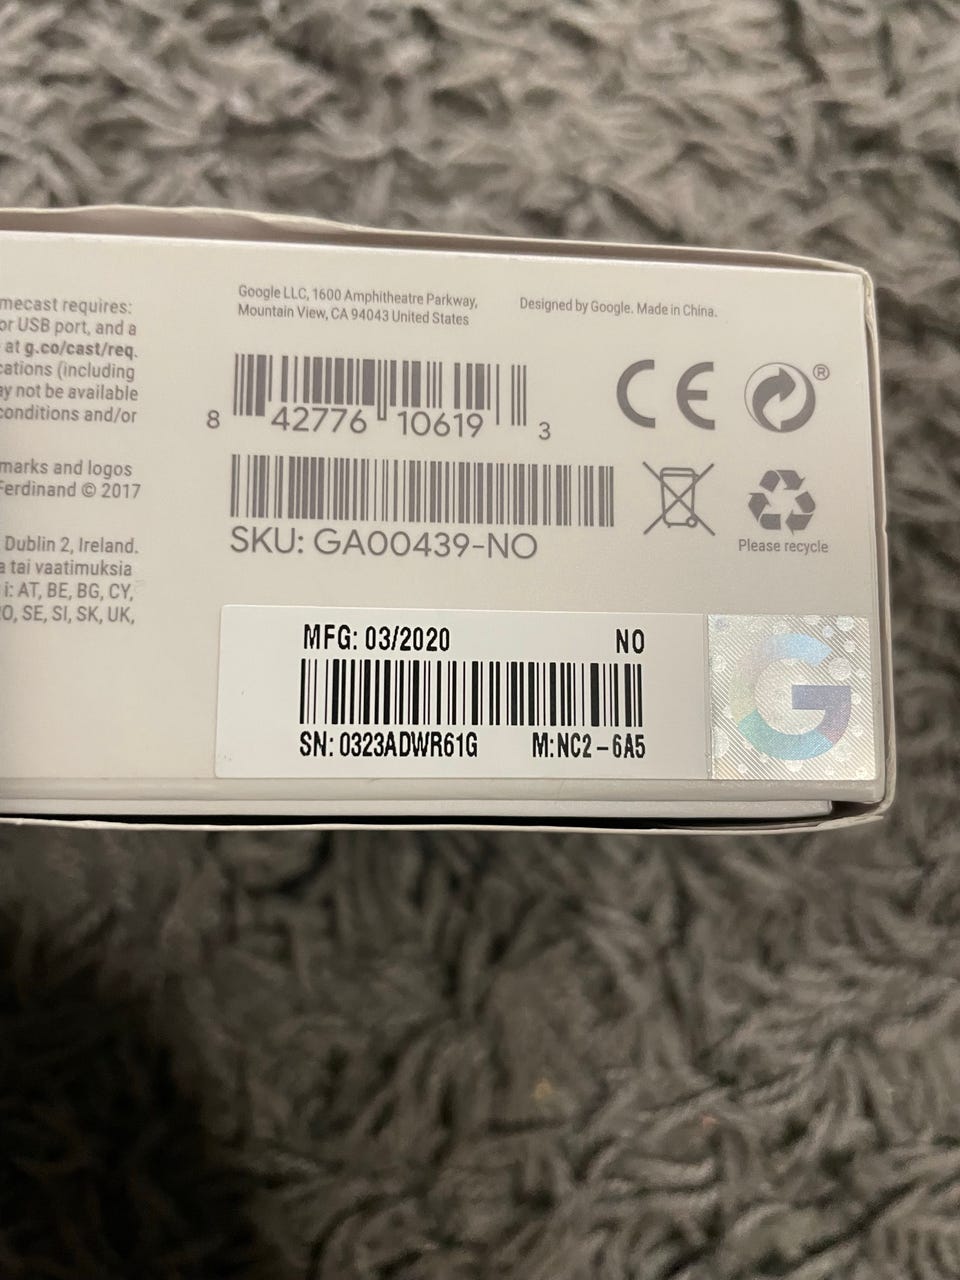 mecast requires:
or USB port, and a
at g.co/cast/req.
cations (including
ay not be available
conditions and/or
marks and logos
Ferdinand © 2017
Dublin 2, Ireland.
a tai vaatimuksia
i: AT, BE, BG, CY,
O, SE, SI, SK, UK,
Google LLC, 1600 Amphitheatre Parkway,
Mountain View, CA 94043 United States
Designed by Google. Made in China.
8 42776 10619 3
CE
®
SKU: GA00439-NO
Please recycle
MFG: 03/2020 NO
SN: 0323ADWR61G M:NC2-6A5
G